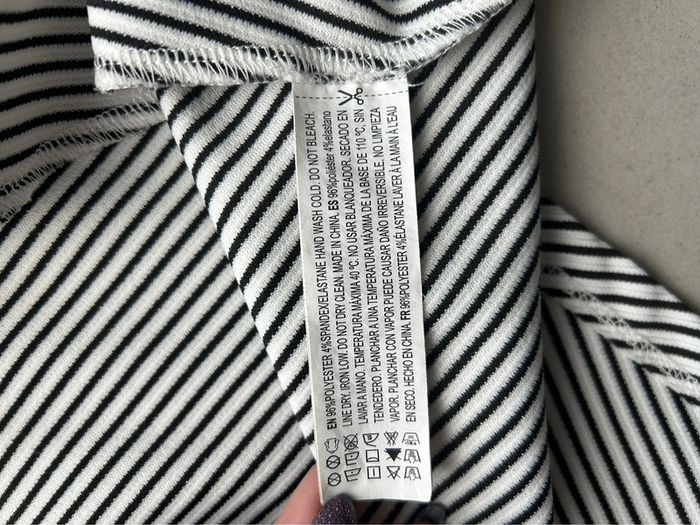 EN 96%POLYESTER 4%SPANDEX/ELASTANE HAND WASH COLD. DO NOT BLEACH.
LINE DRY. IRON LOW. DO NOT DRY CLEAN. MADE IN CHINA. ES 96%poliéster 4%elastano
LAVAR A MANO. TEMPERATURA MÁXIMA 40 ºC. NO USAR BLANQUEADOR. SECADO EN
TENDEDERO. PLANCHAR A UNA TEMPERATURA MÁXIMA DE LA BASE DE 110 ºC, SIN
VAPOR. PLANCHAR CON VAPOR PUEDE CAUSAR DAÑO IRREVERSIBLE. NO LIMPIEZA
EN SECO. HECHO EN CHINA. FR 96%POLYESTER 4%ÉLASTANE LAVER À LA MAIN À L'EAU